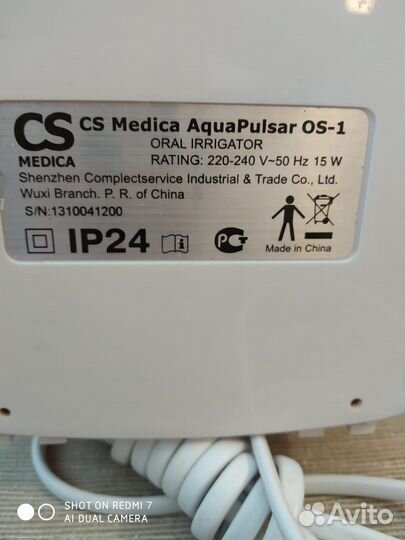 CS MEDICA
CS Medica AquaPulsar OS-1
ORAL IRRIGATOR
RATING: 220-240 V~50 Hz 15 W
Shenzhen Complectservice Industrial & Trade Co., Ltd.
Wuxi Branch. P. R. of China
S/N:1310041200
IP24
i
РСТ
Made in China
SHOT ON REDMI 7
AI DUAL CAMERA
Avito